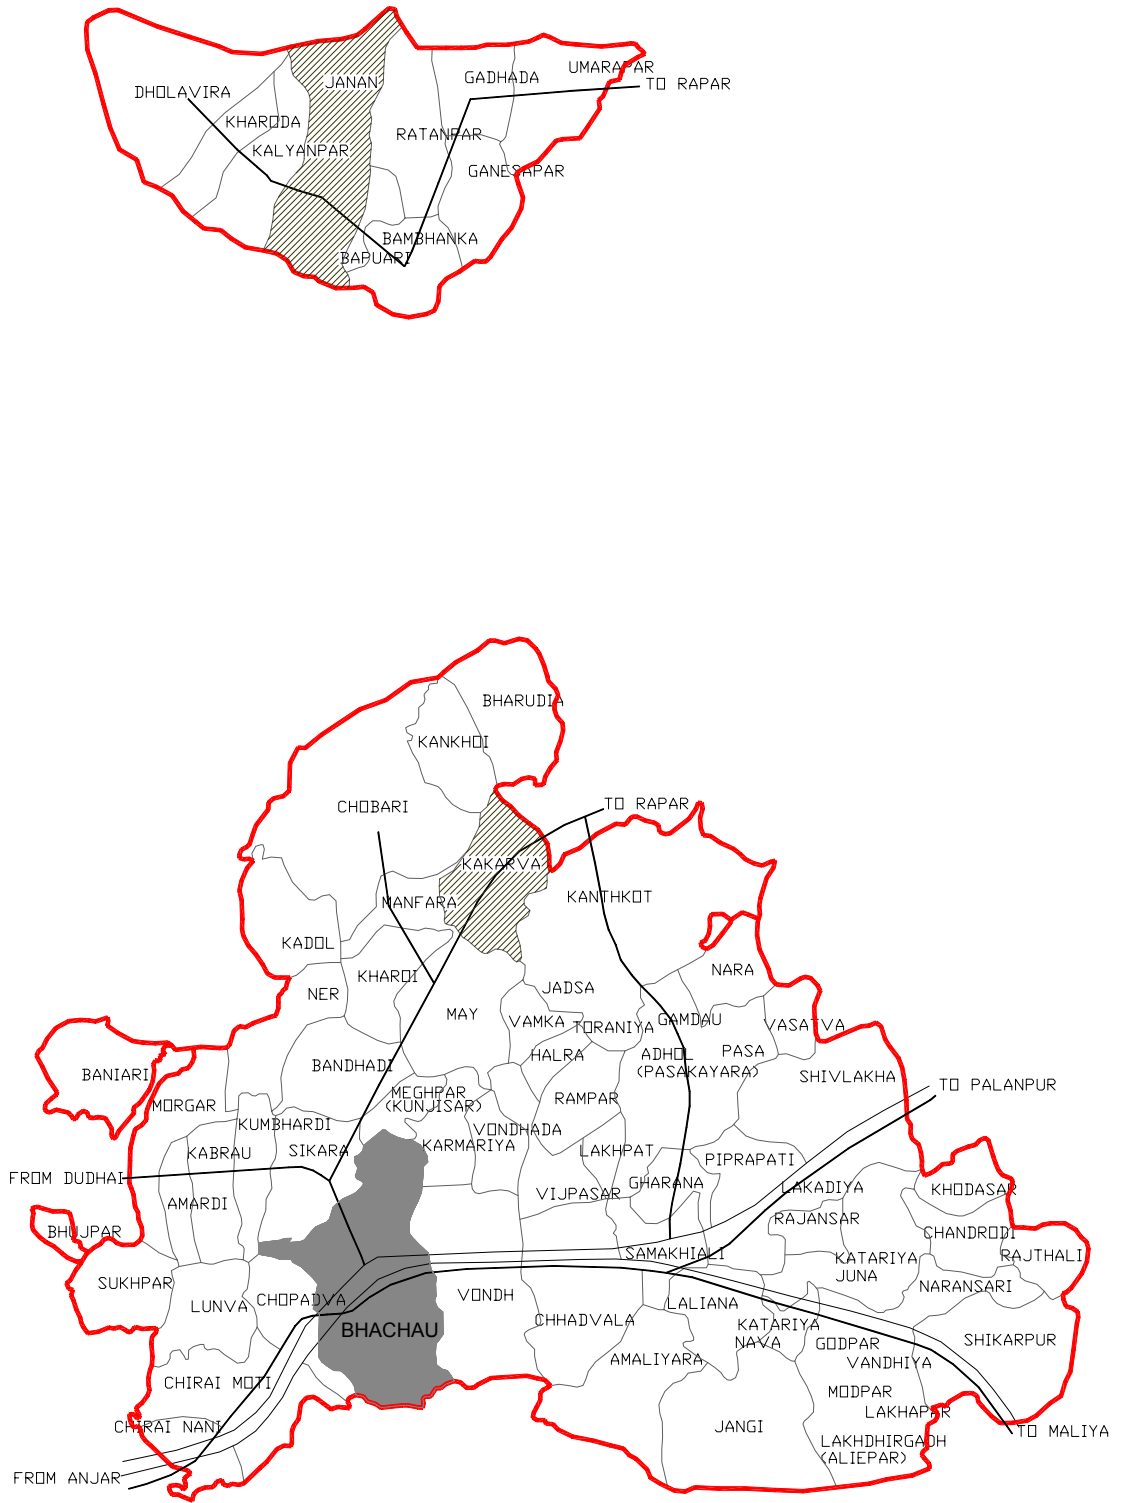 UMARAPAR
GADHADA
JANAN
TO RAPAR
DHOLAVIRA
KHARODA
RATANPAR
KALYANPAR
GANESAPAR
BAMBHANKA
BAPUARI
BHARUDIA
KANKHOI
TO RAPAR
CHOBARI
KAKARVA
KANTHKOT
MANFARA
KADOL
NARA
KHAROI
JADSA
NER
MAY
VAMKA
TORANIYA
GAMDAU
VASATVA
HALRA
ADHOL
(PASAKAYARA)
PASA
BANDHADI
BANIARI
SHIVLAKHA
TO PALANPUR
MEGHPAR
(KUNJISAR)
RAMPAR
MORGAR
KUMBHARDI
VONDHADA
KARMARIYA
KABRAU
SIKARA
LAKHPAT
PIPRAPATI
FROM DUDHAI
GHARANA
LAKADIYA
KHODASAR
VIJPASAR
AMARDI
RAJANSAR
BHUJPAR
CHANDRODI
SAMAKHIALI
RAJTHALI
KATARIYA
JUNA
SUKHPAR
NARANSARI
CHOPADVA
VONDH
LUNVA
LALIANA
CHHADVALA
KATARIYA
NAVA
BHACHAU
GODPAR
SHIKARPUR
AMALIYARA
VANDHIYA
CHIRAI MOTI
MODPAR
LAKHAPAR
CHIRAI NANI
JANGI
TO MALIYA
LAKHDHIRGADH
(ALIEPAR)
FROM ANJAR